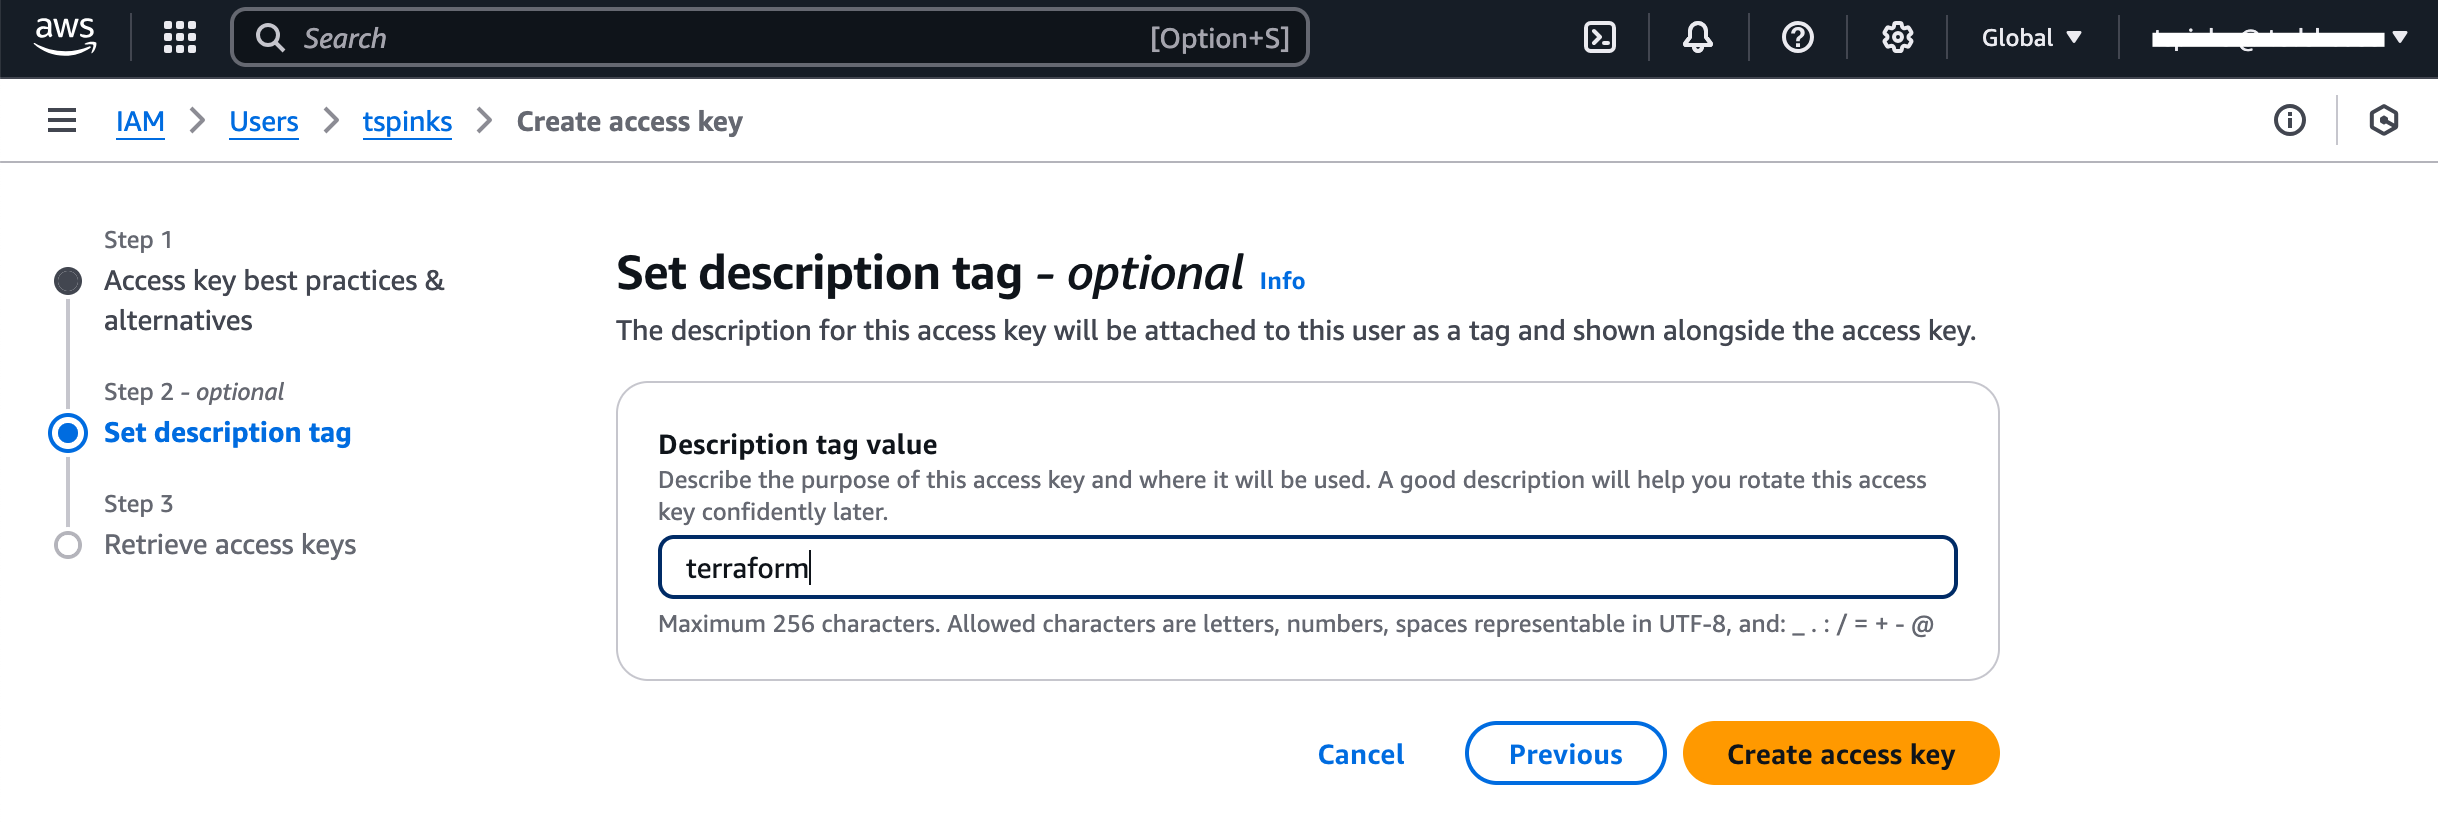 aws
Search [Option+S]
Global
IAM Users tspinks Create access key
Step 1
Access key best practices &
alternatives
Step 2 - optional
Set description tag
Step 3
Retrieve access keys
Set description tag - optional Info
The description for this access key will be attached to this user as a tag and shown alongside the access key.
Description tag value
Describe the purpose of this access key and where it will be used. A good description will help you rotate this access
key confidently later.
terraform
Maximum 256 characters. Allowed characters are letters, numbers, spaces representable in UTF-8, and: _ . : / = + - @
Cancel Previous Create access key